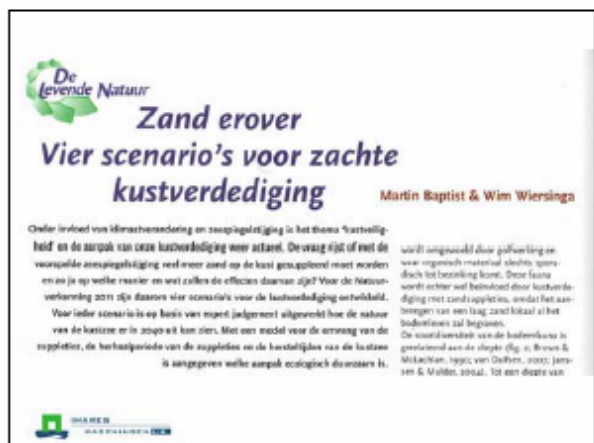 De
Levende Natuur
Zand erover
Vier scenario's voor zachte
kustverdediging
Martin Baptist & Wim Wiersinga
Onder invloed van klimaatverandering en zeespiegelstijging is het thema 'kustveilig-
heid' en de aanpak van onze kustverdediging weer actueel. De vraag rijst of met de
voorspelde zeespiegelstijging veel meer zand op de kust gesuppleerd moet worden
en zo ja op welke manier en wat zullen de effecten daarvan zijn? Voor de Natuur-
verkenning 2011 zijn daarom vier scenario's voor de kustverdediging ontwikkeld.
Voor ieder scenario is op basis van expert judgement uitgewerkt hoe de natuur
van de kustzee er in 2040 uit kan zien. Met een model voor de omvang van de
suppleties, de herhaalperiode van de suppleties en de hersteltijden van de kustzee
is aangegeven welke aanpak ecologisch duurzaam is.
wordt omgewoeld door golfwerking en
waar organisch materiaal slechts spora-
disch tot bezinking komt. Deze fauna
wordt echter wel beïnvloed door kustverde-
diging met zandsuppleties, omdat het aan-
brengen van een laag zand lokaal al het
bodemleven zal begraven.
De soortdiversiteit van de bodemfauna is
gerelateerd aan de diepte (fig. 2; Brown &
McLachlan, 1990; van Dalfsen, 2007; Jans-
sen & Mulder, 2004). Tot een diepte van
IMARES
WAGENINGEN UR